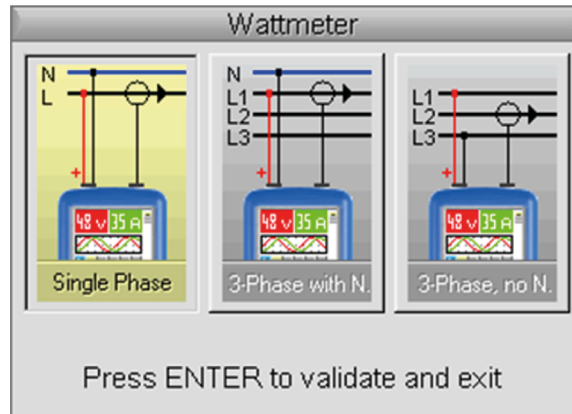 Wattmeter
N
L
+
48 V 35 A
Single Phase
N
L1
L2
L3
+
48 V 35 A
3-Phase with N.
L1
L2
L3
+
48 V 35 A
3-Phase, no N.
Press ENTER to validate and exit